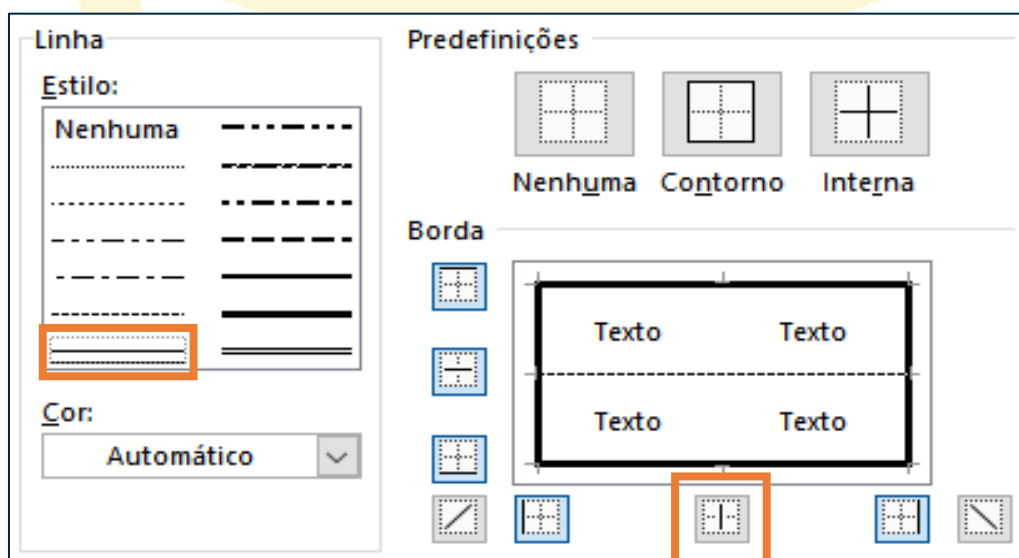 Linha
Estilo:
Nenhuma
Cor:
Automático
Predefinições
Nenhuma Contorno Interna
Borda
Texto Texto
Texto Texto